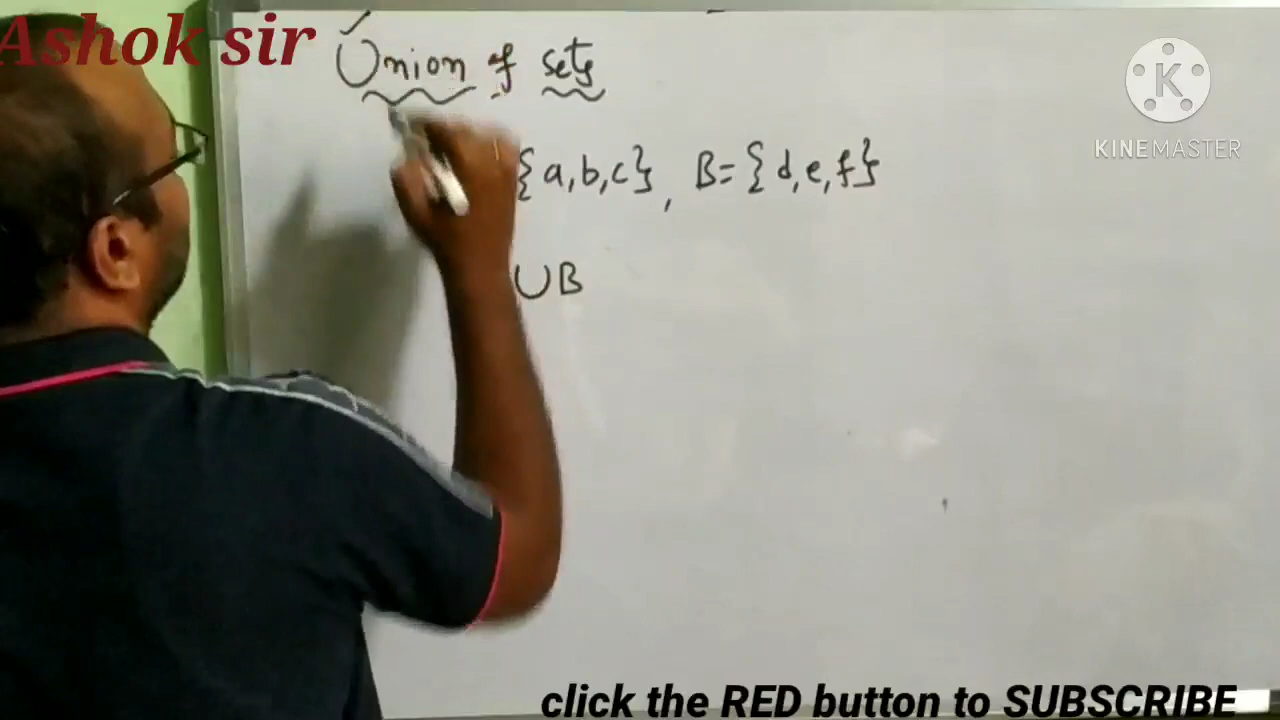 Ashok sir
Union of sets
K
KINEMASTER
{a,b,c}, B={d,e,f}
∪B
click the RED button to SUBSCRIBE